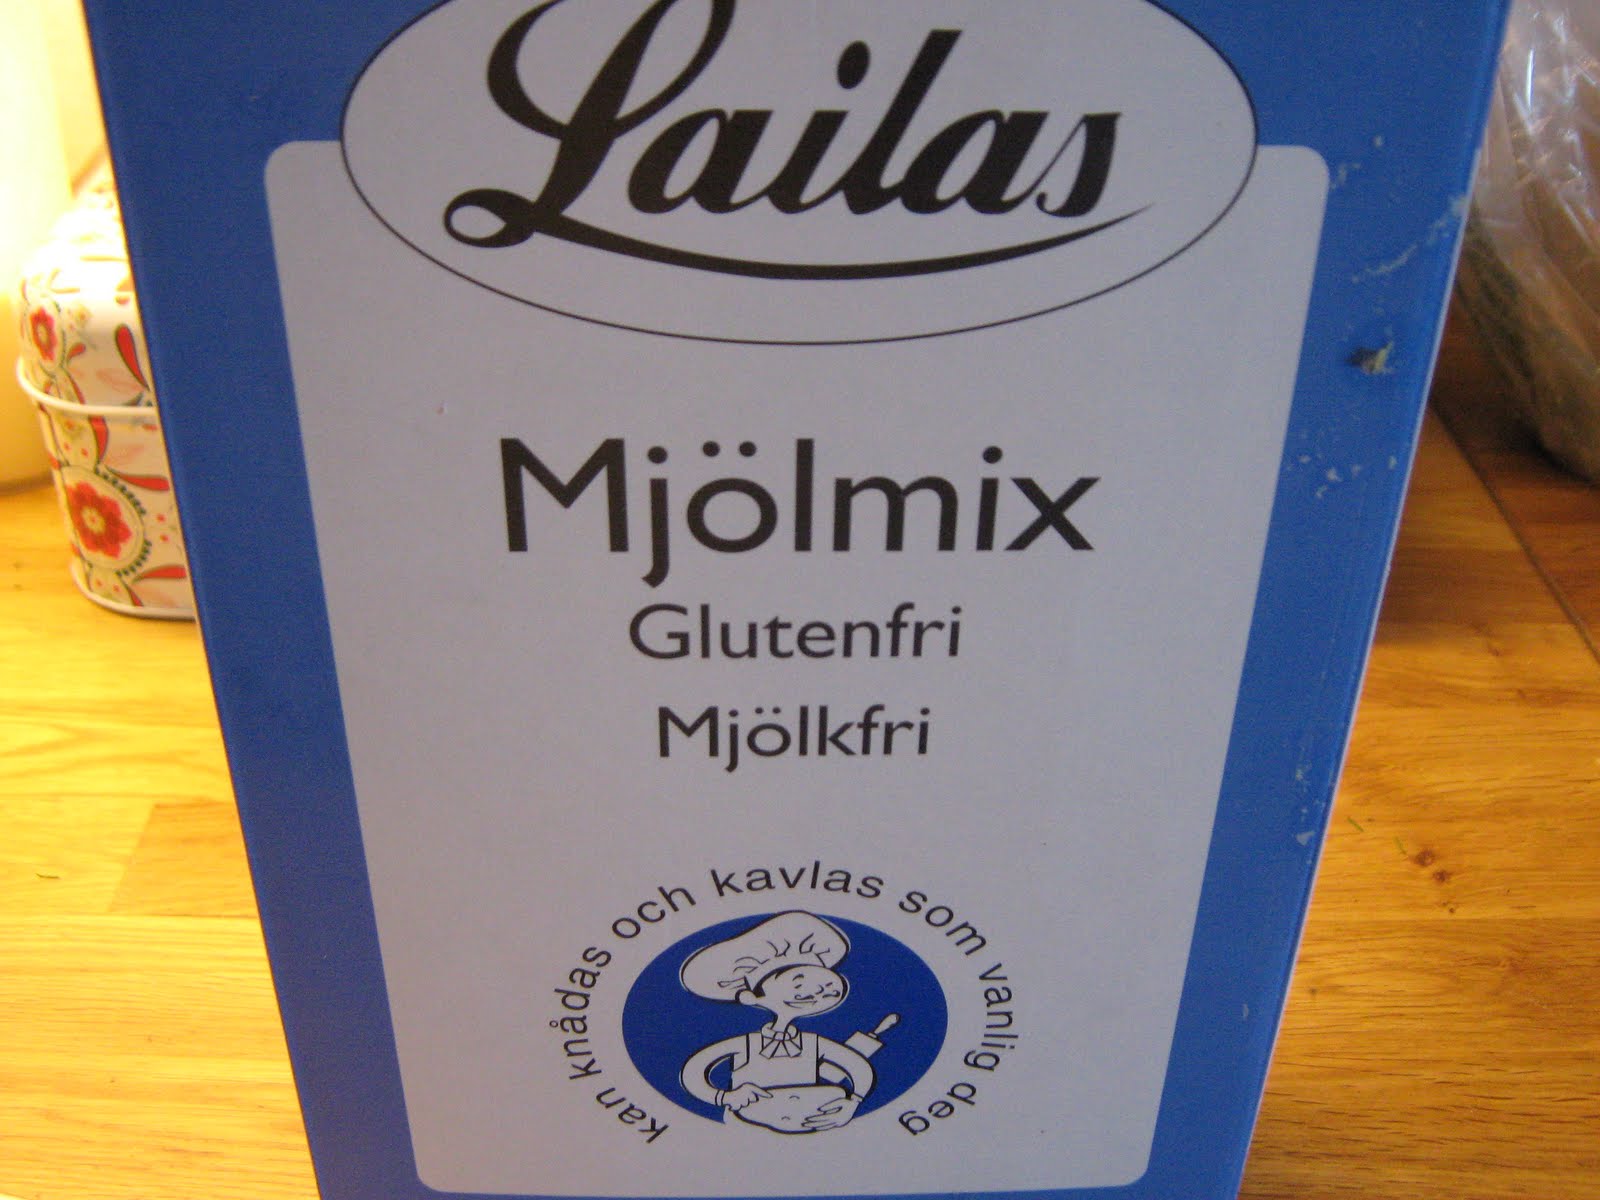 Lailas
Mjölmix
Glutenfri
Mjölkfri
kan knådas och kavlas som vanlig deg